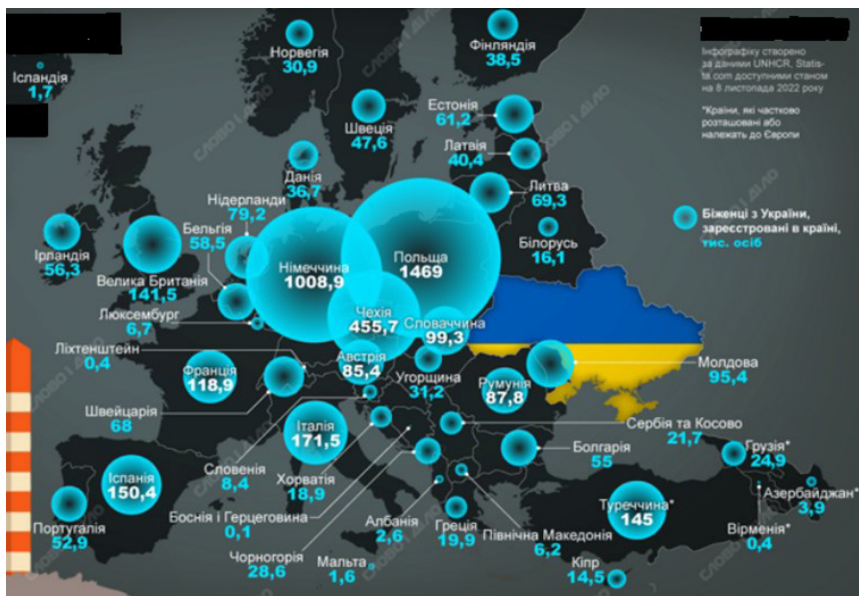 Норвегія
30,9
Фінляндія
38,5
Інфографіку створено
за даними UNHCR, Statis-
ta.com доступними станом
на 8 листопада 2022 року
*Країни, які частково
розташовані або
належать до Європи
Ісландія
1,7
Естонія
61,2
Швеція
47,6
Латвія
40,4
Данія
36,7
Литва
69,3
Нідерланди
79,2
Бельгія
58,5
Біженці з України,
зареєстровані в країні,
тис. осіб
Білорусь
16,1
Ірландія
56,3
Велика Британія
141,5
Німеччина
1008,9
Польща
1469
Люксембург
6,7
Чехія
455,7
Словаччина
99,3
Ліхтенштейн
0,4
Франція
118,9
Австрія
85,4
Угорщина
31,2
Румунія
87,8
Молдова
95,4
Швейцарія
68
Італія
171,5
Сербія та Косово
21,7
Словенія
8,4
Хорватія
18,9
Болгарія
55
Грузія*
24,9
Іспанія
150,4
Азербайджан*
3,9
Португалія
52,9
Боснія і Герцеговина
0,1
Албанія
2,6
Греція
19,9
Північна Македонія
6,2
Туреччина*
145
Вірменія*
0,4
Чорногорія
28,6
Мальта
1,6
Кіпр
14,5
СЛОВО І ДІЛО